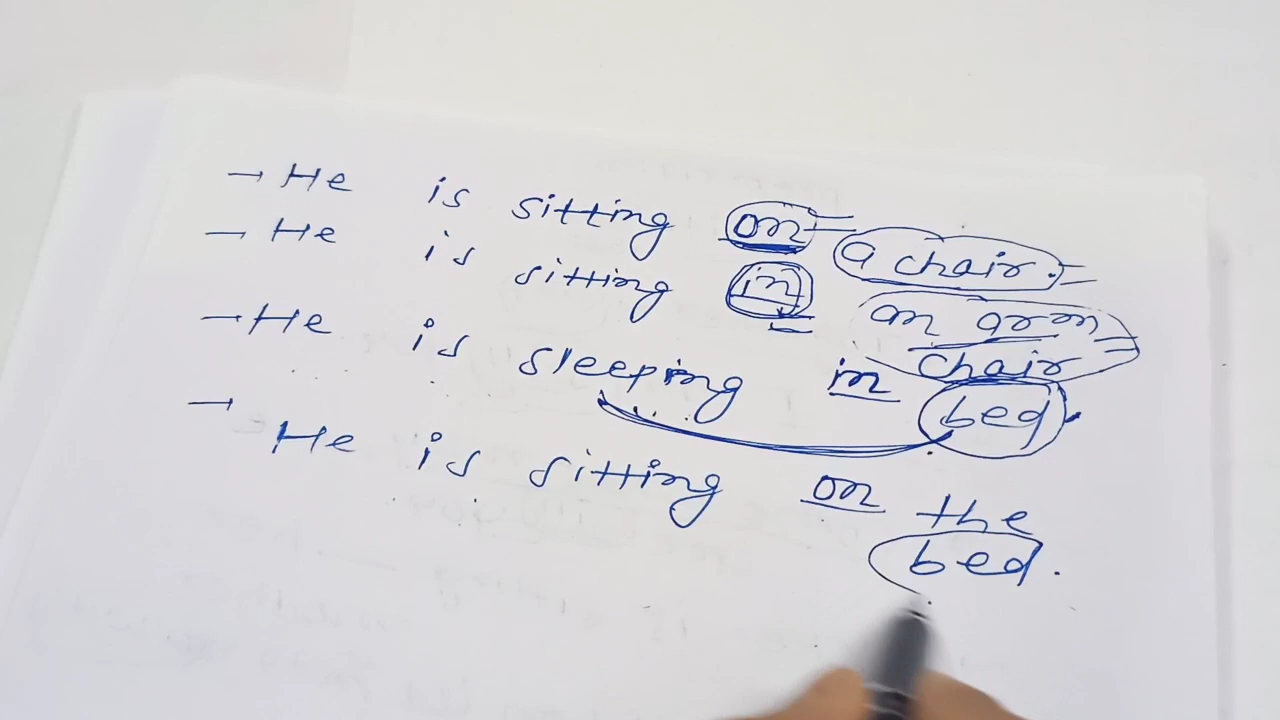 → He is sitting on a chair.
→ He is sitting in an arm
chair
→ He is sleeping in bed.
→ He is sitting on the
bed.